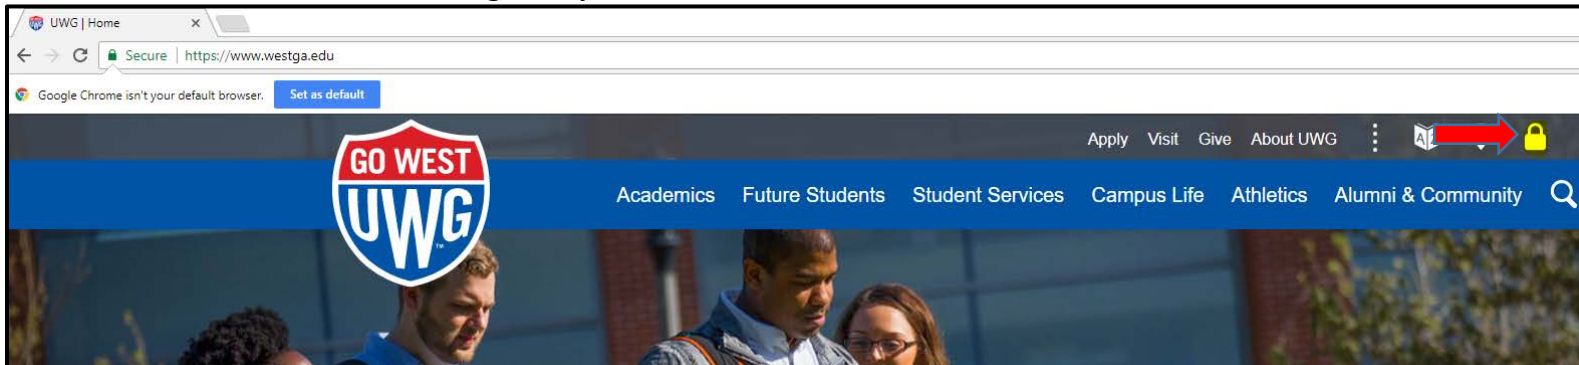 UWG | Home
Secure | https://www.westga.edu
Google Chrome isn't your default browser. Set as default
Apply Visit Give About UWG
GO WEST
UWG
TM
Academics Future Students Student Services Campus Life Athletics Alumni & Community